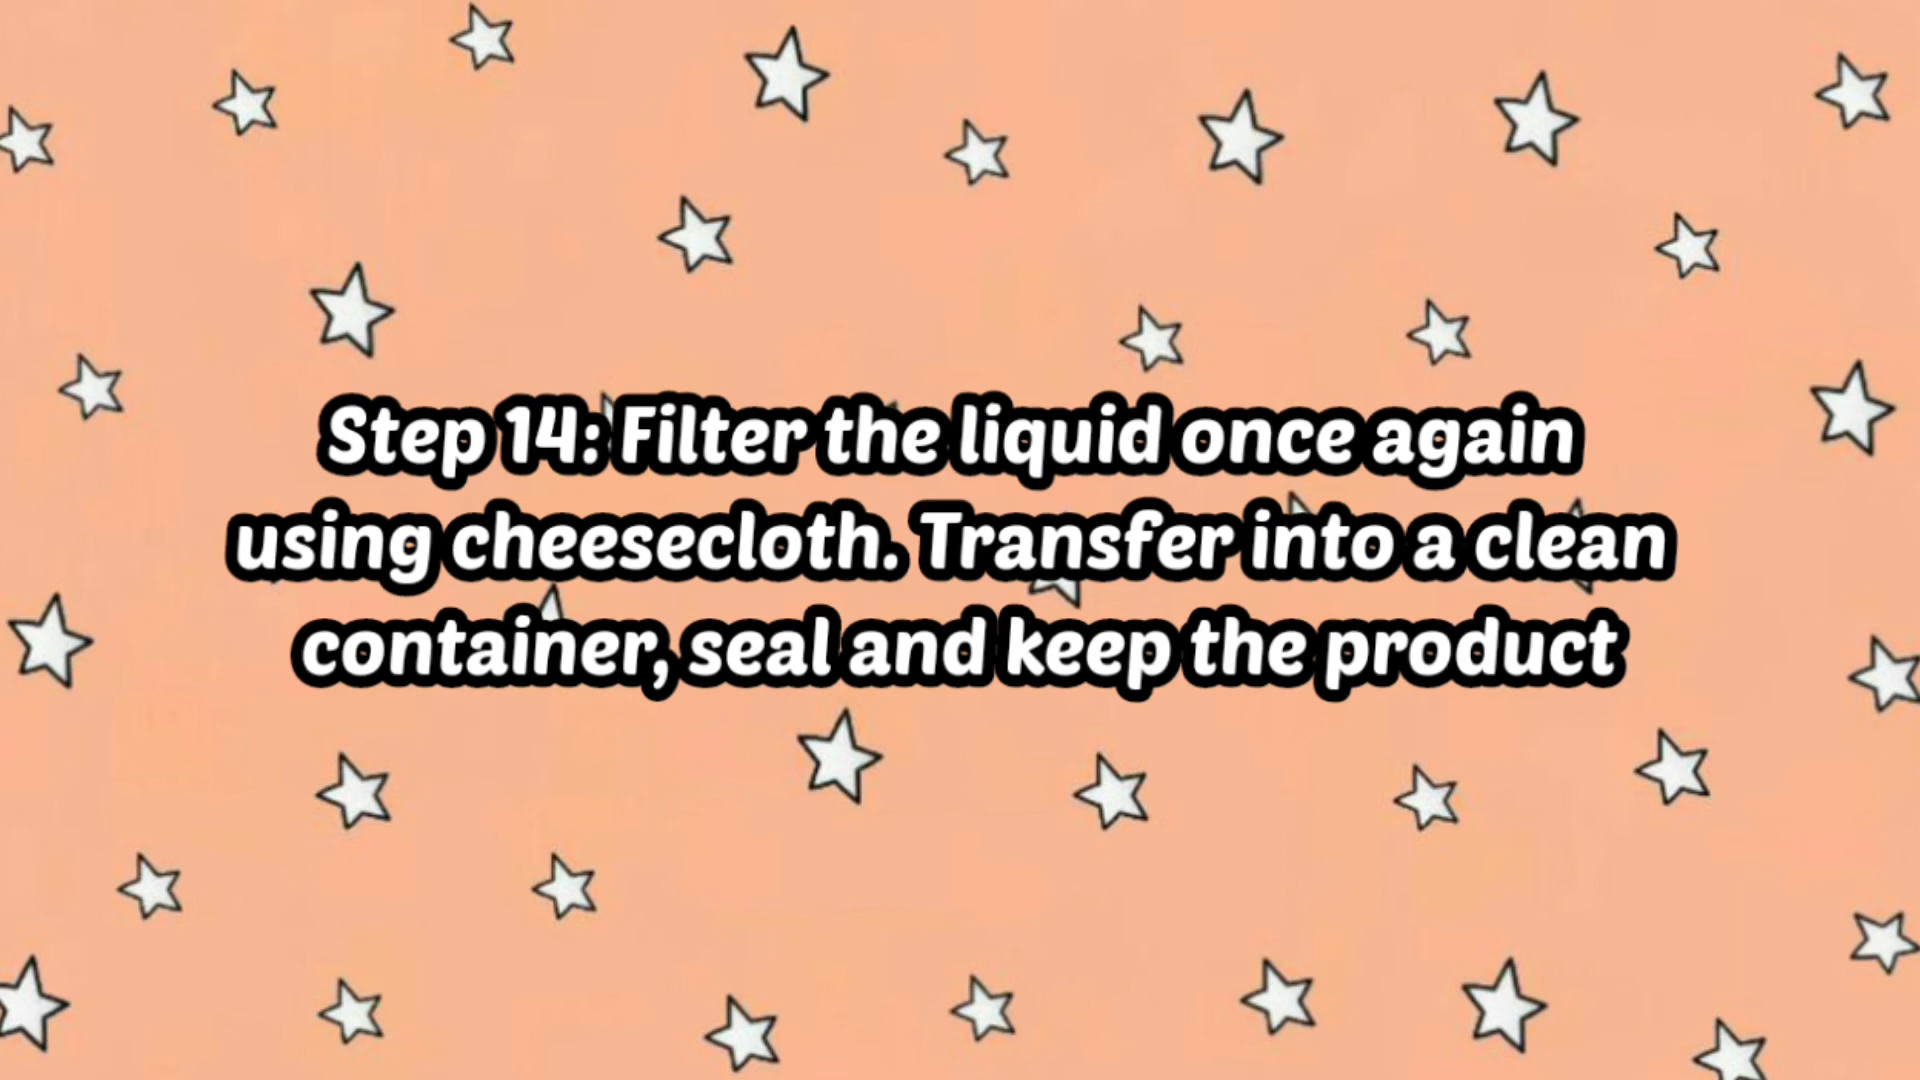 Step 14: Filter the liquid once again
using cheesecloth. Transfer into a clean
container, seal and keep the product